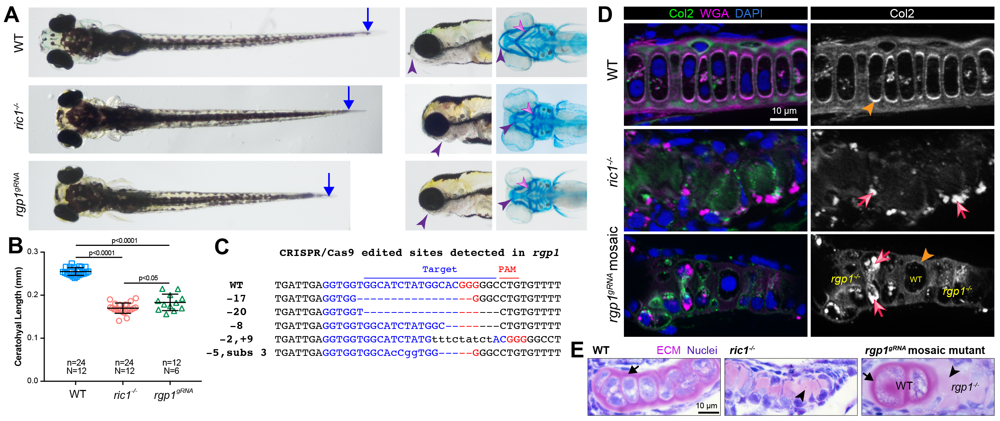 A
WT
ric1-/-
rgp1gRNA
B
Ceratohyal Length (mm)
0.3
0.2
0.1
0.0
p<0.0001
p<0.0001
p<0.05
n=24
N=12
n=24
N=12
n=12
N=6
WT
ric1-/-
rgp1gRNA
C
CRISPR/Cas9 edited sites detected in rgp1
Target PAM
WT TGATTGAGGTGGTGGCATCTATGGCACGGGGGCCTGTGTTTT
-17 TGATTGAGGTGG-----------------GGGCCTGTGTTTT
-20 TGATTGAGGTGGT--------------------CTGTGTTTT
-8 TGATTGAGGTGGTGGCATCTATGGC--------CTGTGTTTT
-2,+9 TGATTGAGGTGGTGGCATCTATGtttctatctACGGGGGCCT
-5,subs 3 TGATTGAGGTGGTGGCAcCggTGG-----GGGCCTGTGTTTT
D
Col2 WGA DAPI
Col2
WT
10 µm
ric1-/-
rgp1gRNA mosaic
rgp1-/-
WT
rgp1-/-
E
WT
ECM Nuclei
ric1-/-
rgp1gRNA mosaic mutant
10 µm
WT
rgp1-/-